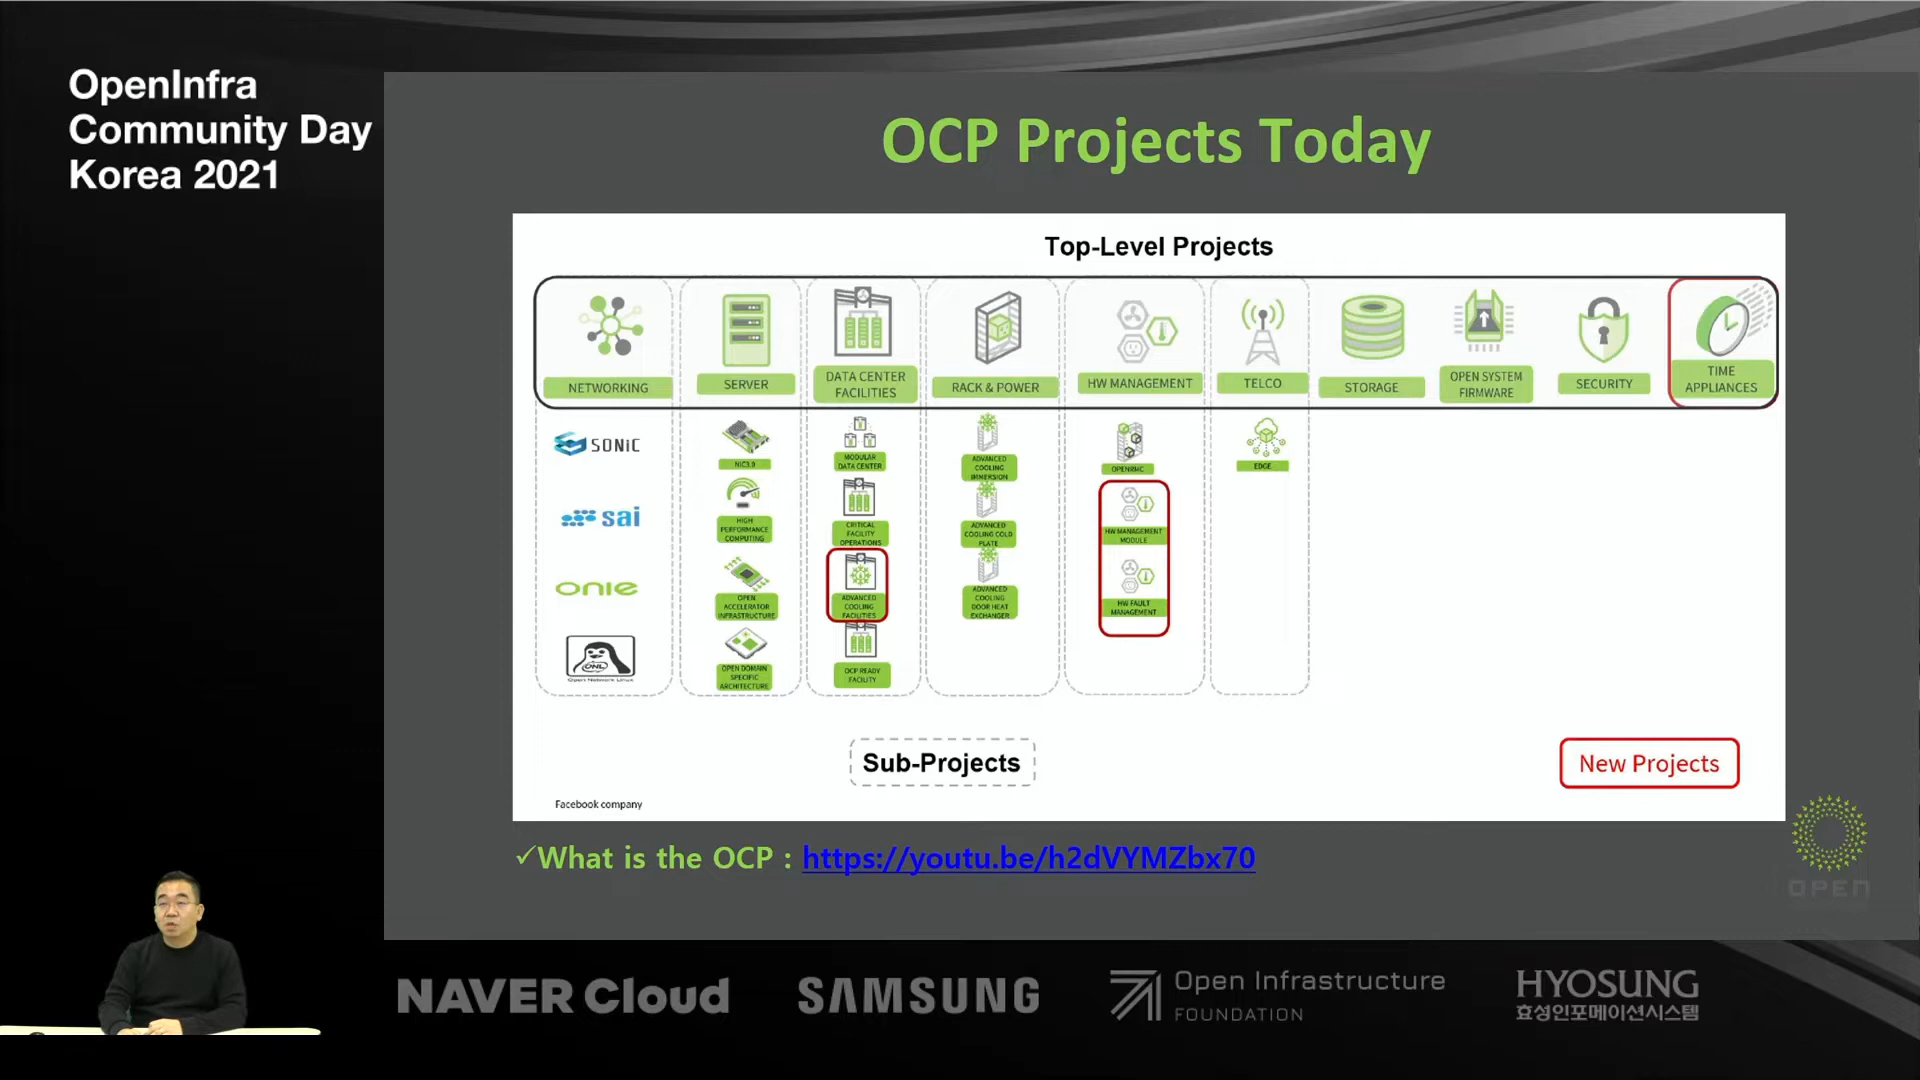 OpenInfra
Community Day
Korea 2021
OCP Projects Today
Top-Level Projects
NETWORKING
SERVER
DATA CENTER
FACILITIES
RACK & POWER
HW MANAGEMENT
TELCO
STORAGE
OPEN SYSTEM
FIRMWARE
SECURITY
TIME
APPLIANCES
SONiC
sai
onie
ONL
Open Network Linux
NIC3.0
HIGH
PERFORMANCE
COMPUTING
OPEN
ACCELERATOR
INFRASTRUCTURE
OPEN DOMAIN
SPECIFIC
ARCHITECTURE
MODULAR
DATA CENTER
CRITICAL
FACILITY
OPERATIONS
ADVANCED
COOLING
FACILITIES
OCP READY
FACILITY
ADVANCED
COOLING
IMMERSION
ADVANCED
COOLING COLD
PLATE
ADVANCED
COOLING
DOOR HEAT
EXCHANGER
OPENRMC
HW MANAGEMENT
MODULE
HW FAULT
MANAGEMENT
EDGE
Sub-Projects
New Projects
Facebook company
✓What is the OCP : https://youtu.be/h2dVYMZbx70
OPEN
NAVER Cloud
SAMSUNG
Open Infrastructure
FOUNDATION
HYOSUNG
효성인포메이션시스템